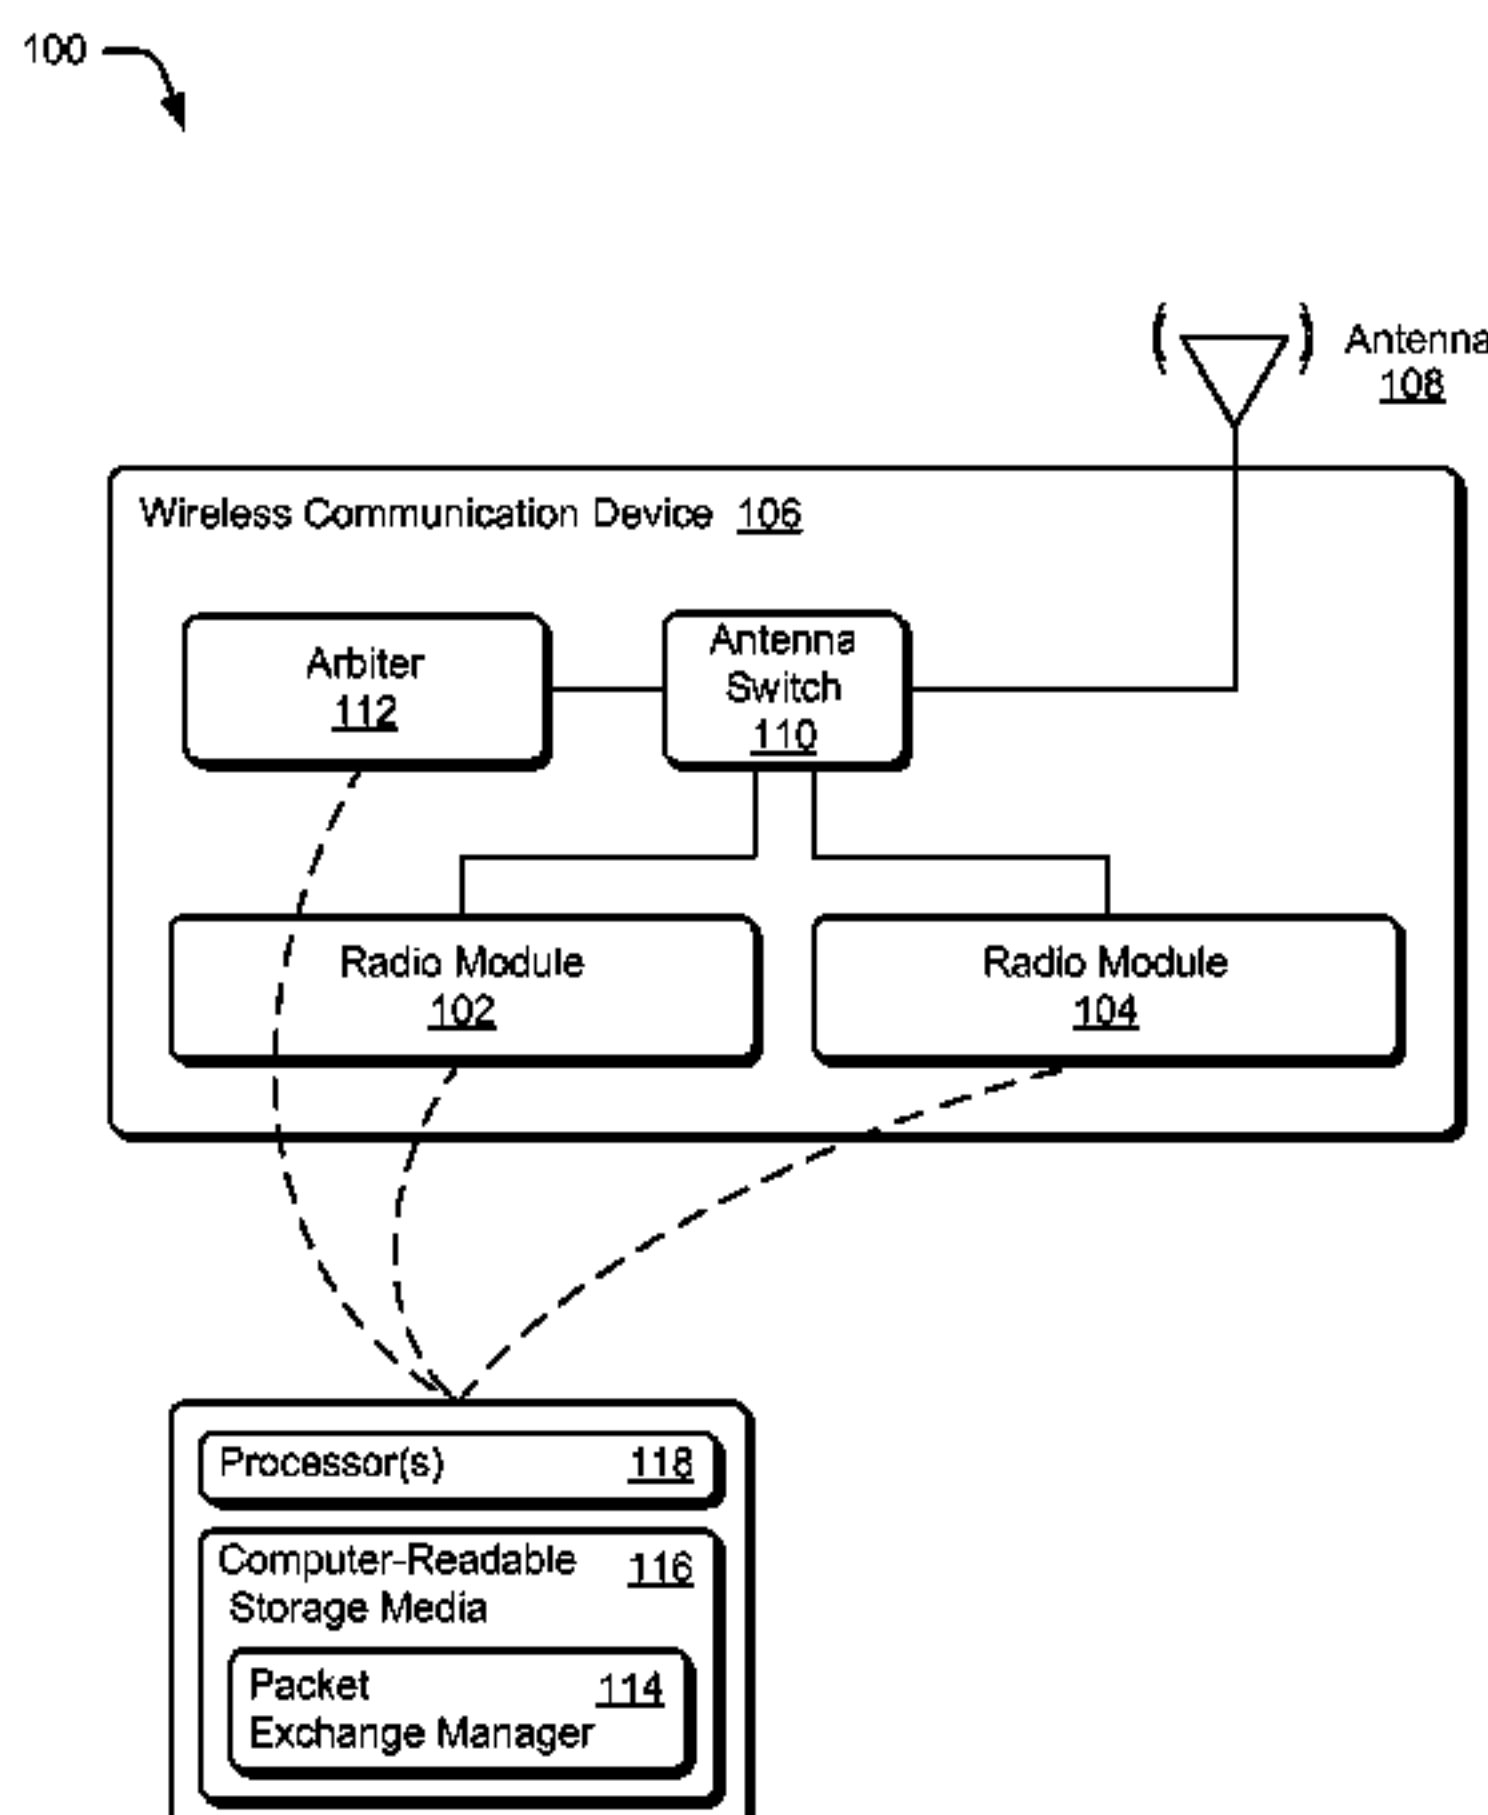 100
Antenna
108
Wireless Communication Device 106
Arbiter
112
Antenna
Switch
110
Radio Module
102
Radio Module
104
Processor(s) 118
Computer-Readable 116
Storage Media
Packet 114
Exchange Manager